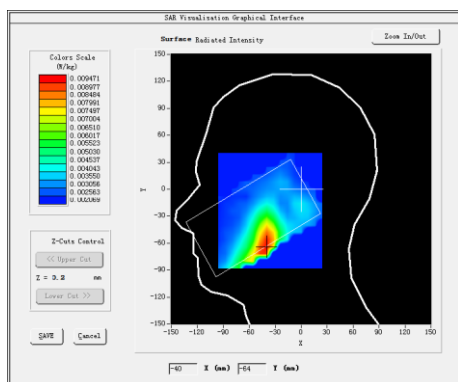 SAR Visualisation Graphical Interface
Surface Radiated Intensity
Zoom In/Out
Colors Scale
(W/kg)
0.009471
0.008977
0.008484
0.007991
0.007497
0.007004
0.006510
0.006017
0.005523
0.005030
0.004537
0.004043
0.003550
0.003056
0.002563
0.002069
Z-Cuts Control
<< Upper Cut
Z = 3.2 mm
Lower Cut >>
SAVE Cancel
150
120
90
60
30
0
-30
-60
-90
-120
-150
Y
-150 -120 -90 -60 -30 0 30 60 90 120 150
X
-40 X (mm) -64 Y (mm)